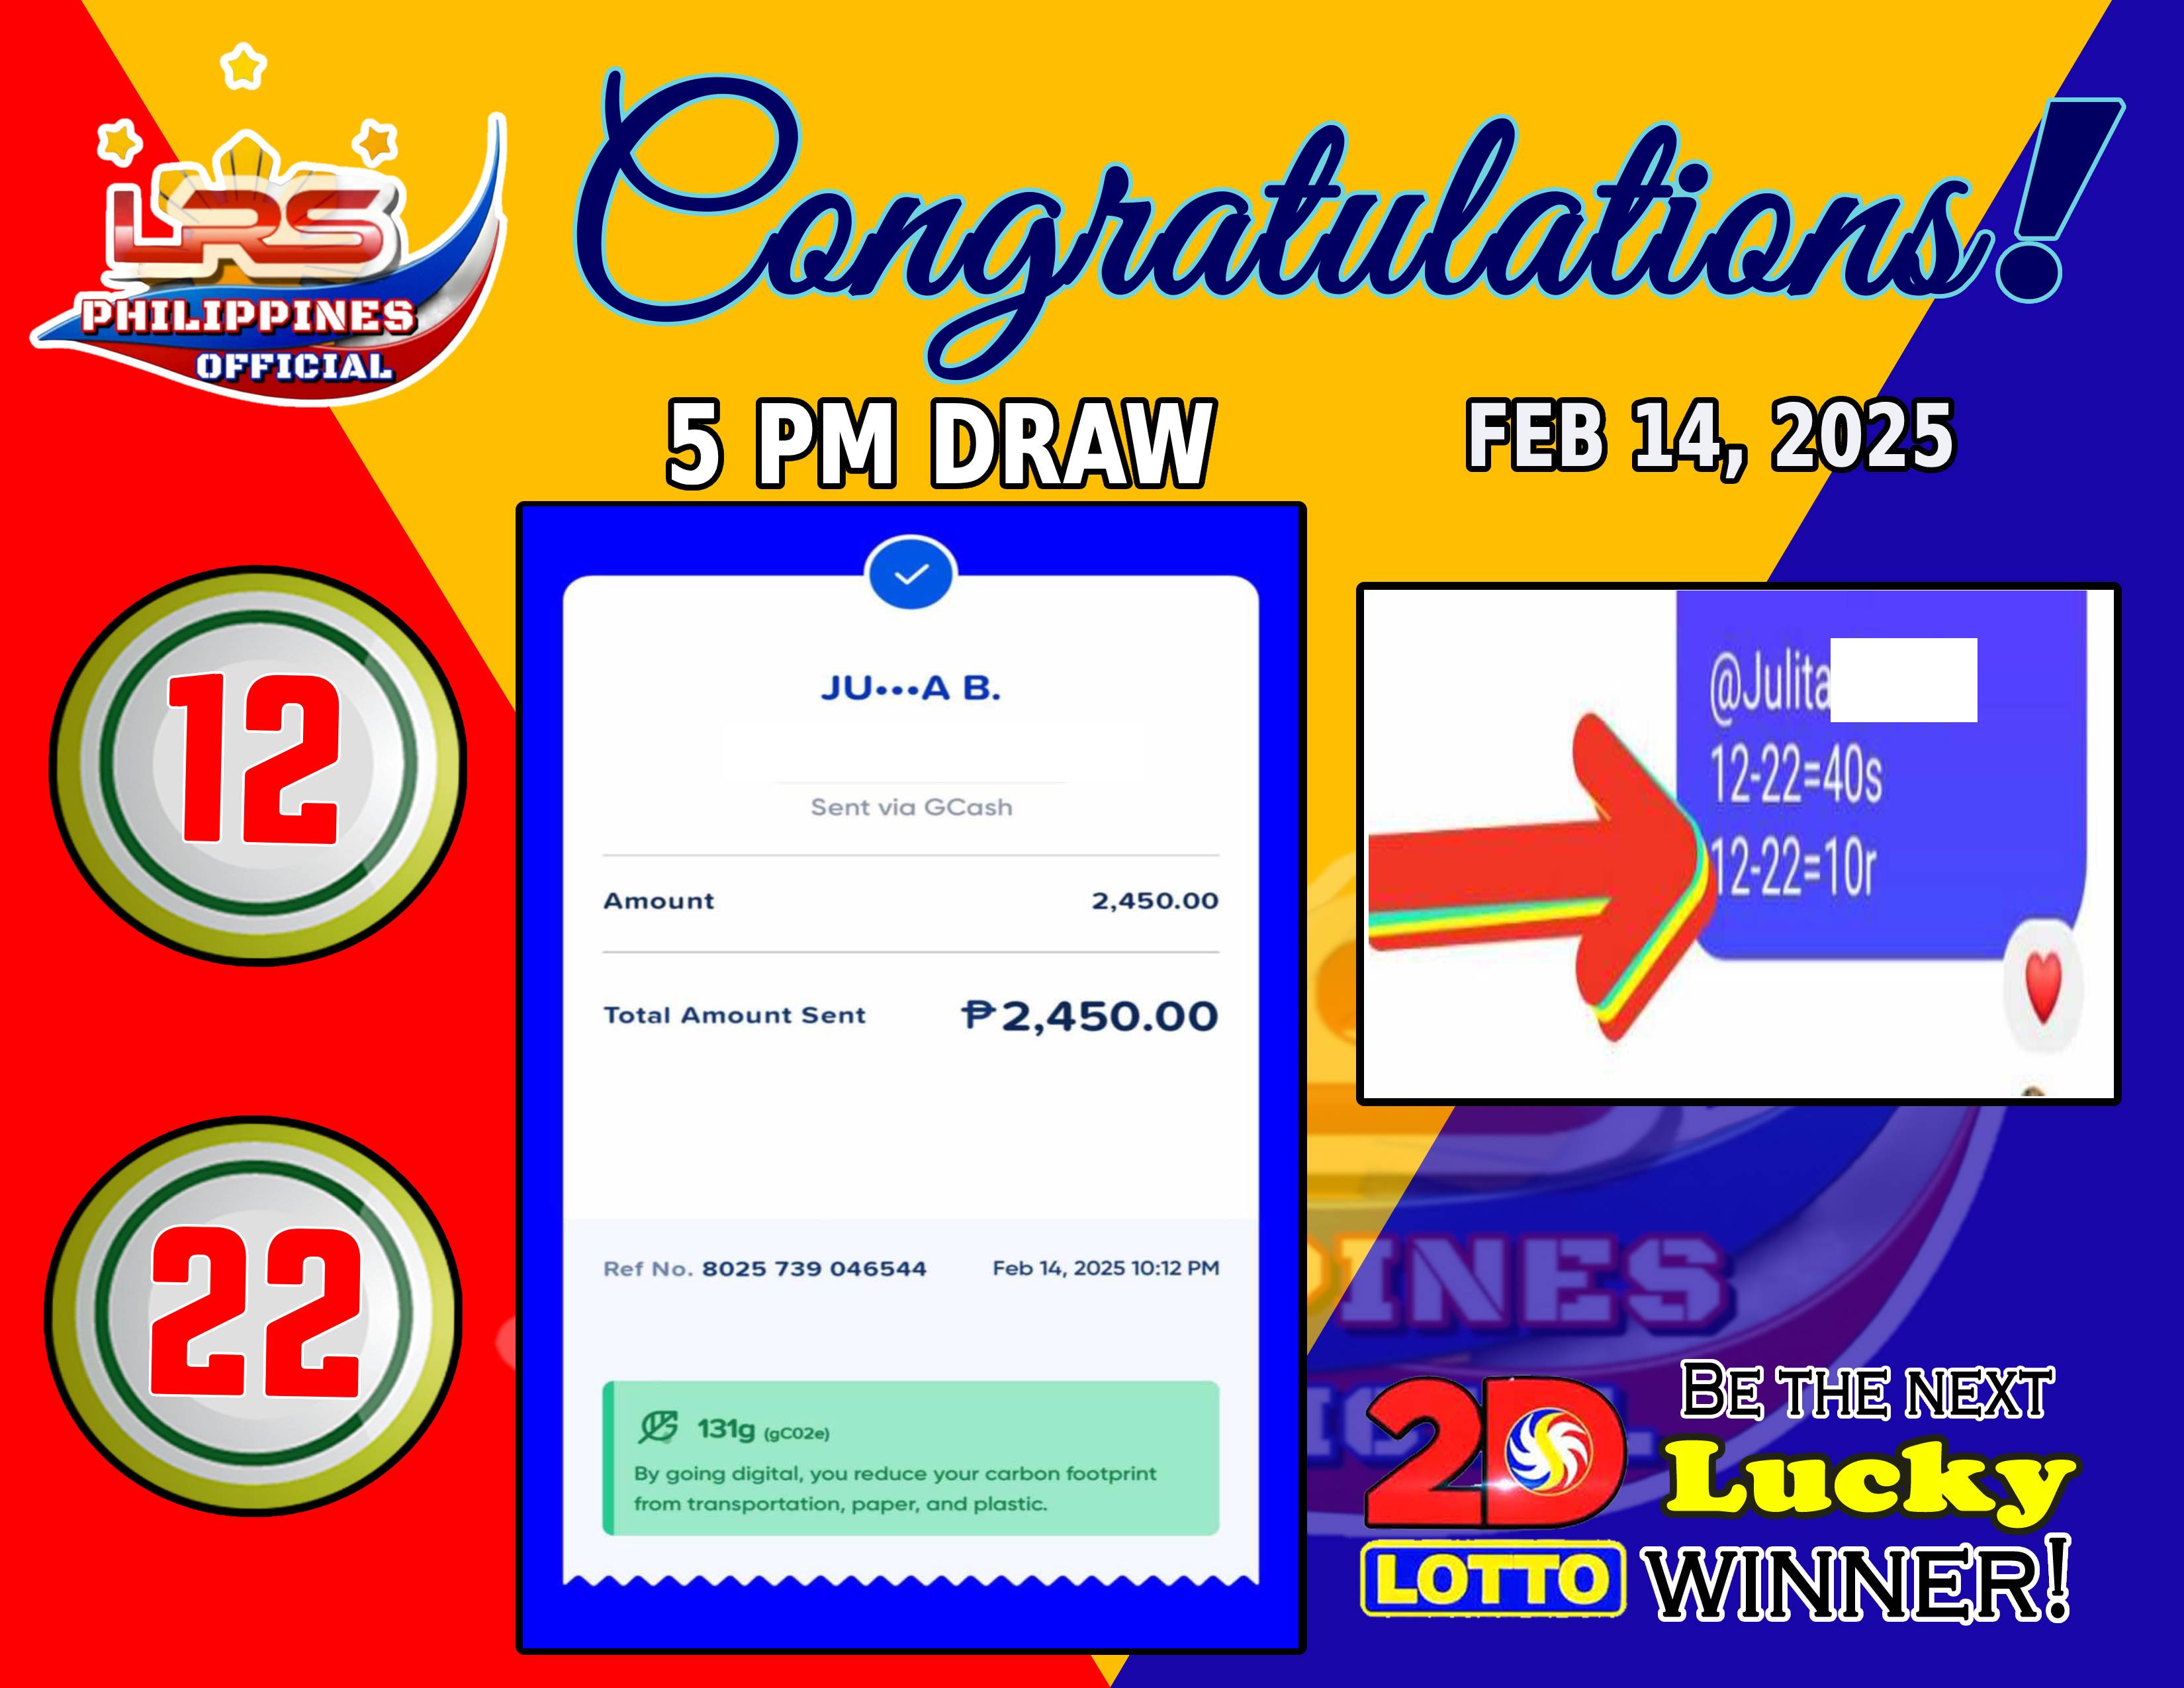 LRS
PHILIPPINES
OFFICIAL
Congratulations!
5 PM DRAW
FEB 14, 2025
12
22
JU•••A B.
Sent via GCash
Amount 2,450.00
Total Amount Sent ₱2,450.00
Ref No. 8025 739 046544 Feb 14, 2025 10:12 PM
131g (gC02e)
By going digital, you reduce your carbon footprint
from transportation, paper, and plastic.
@Julita
12-22=40s
12-22=10r
PINES
2D
LOTTO
BE THE NEXT
Lucky
WINNER!